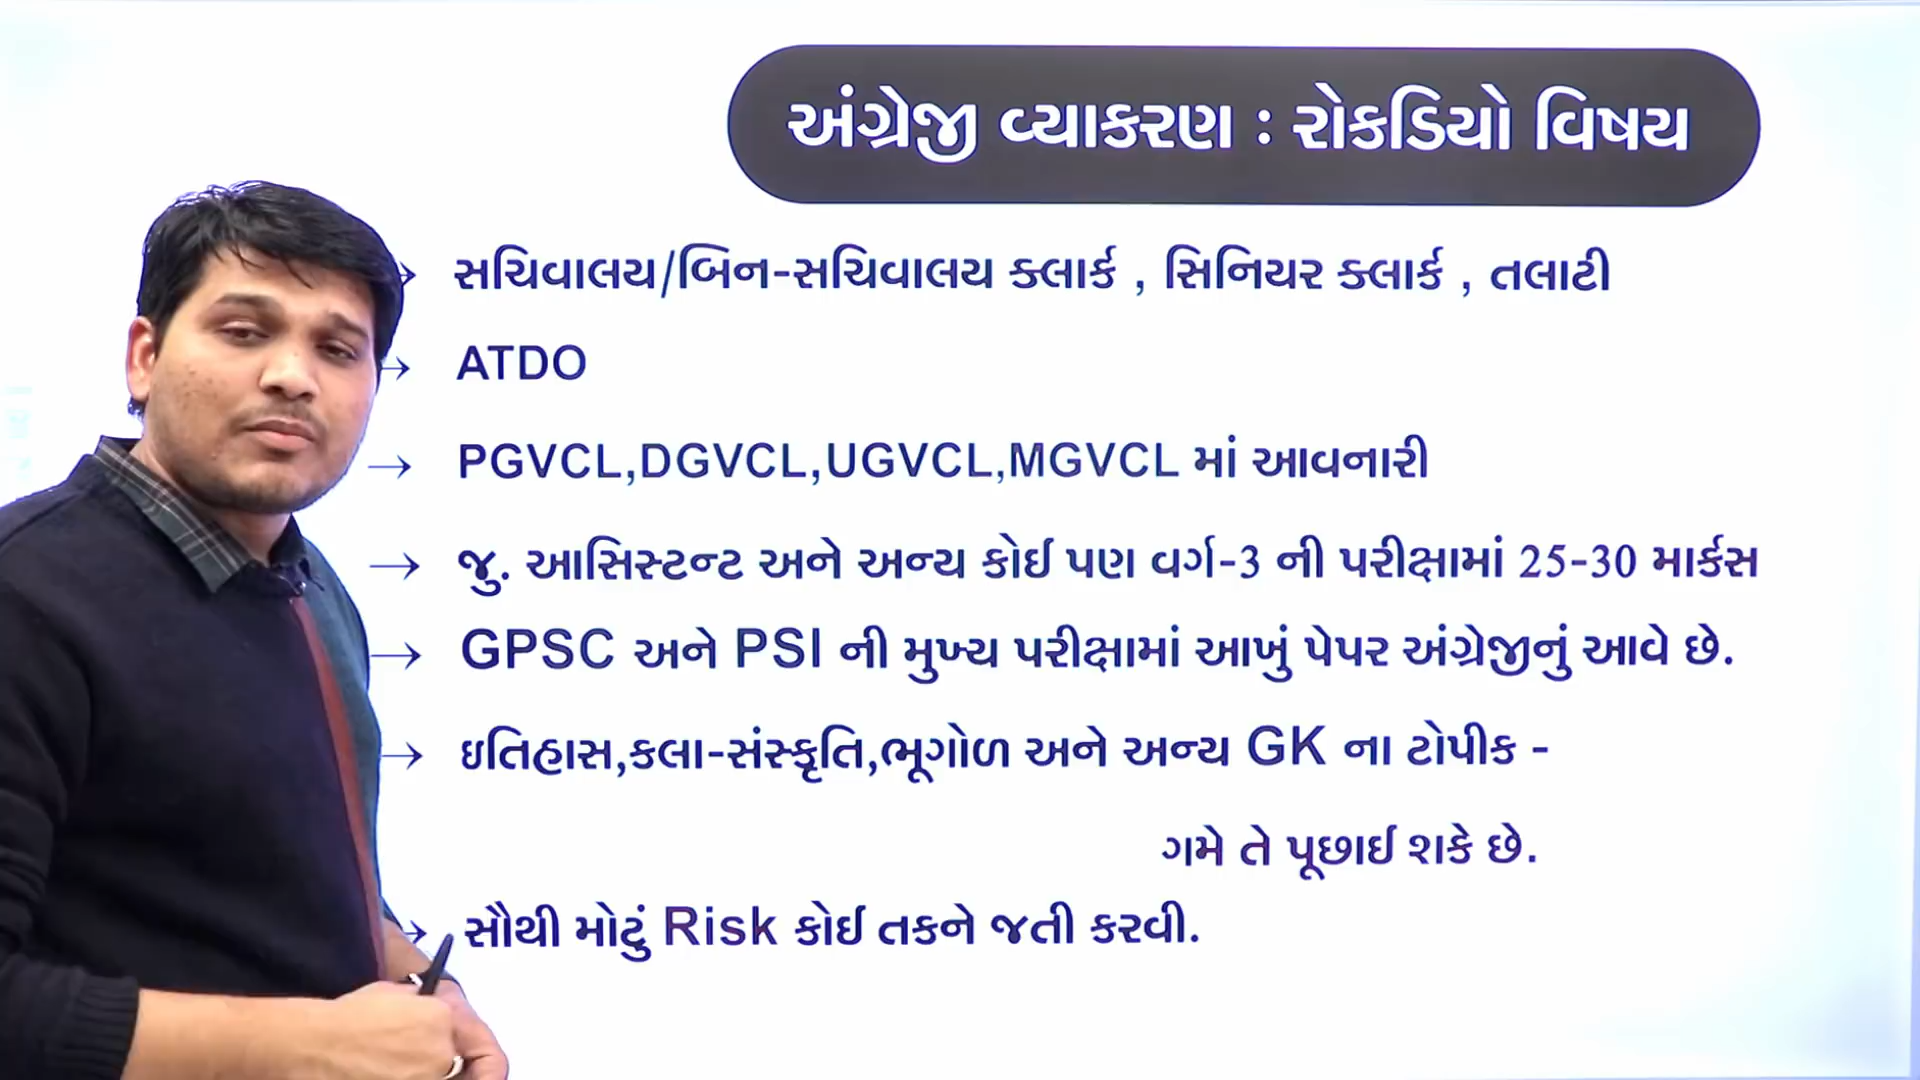 અંગ્રેજી વ્યાકરણ : રોકડિયો વિષય
→ સચિવાલય/બિન-સચિવાલય ક્લાર્ક , સિનિયર ક્લાર્ક , તલાટી
→ ATDO
→ PGVCL,DGVCL,UGVCL,MGVCL માં આવનારી
→ જુ. આસિસ્ટન્ટ અને અન્ય કોઈ પણ વર્ગ-3 ની પરીક્ષામાં 25-30 માર્કસ
→ GPSC અને PSI ની મુખ્ય પરીક્ષામાં આખું પેપર અંગ્રેજીનું આવે છે.
→ ઇતિહાસ,કલા-સંસ્કૃતિ,ભૂગોળ અને અન્ય GK ના ટોપીક -
ગમે તે પૂછાઈ શકે છે.
→ સૌથી મોટું Risk કોઈ તકને જતી કરવી.